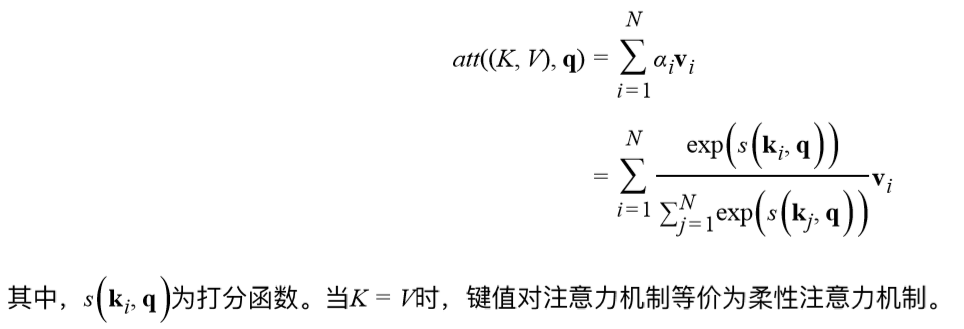 att((K, V), q) = ∑_{i=1}^{N} α_i v_i
= ∑_{i=1}^{N} \frac{exp(s(k_i, q))}{∑_{j=1}^{N} exp(s(k_j, q))} v_i
其中，s(k_i, q)为打分函数。当K = V时，键值对注意力机制等价为柔性注意力机制。